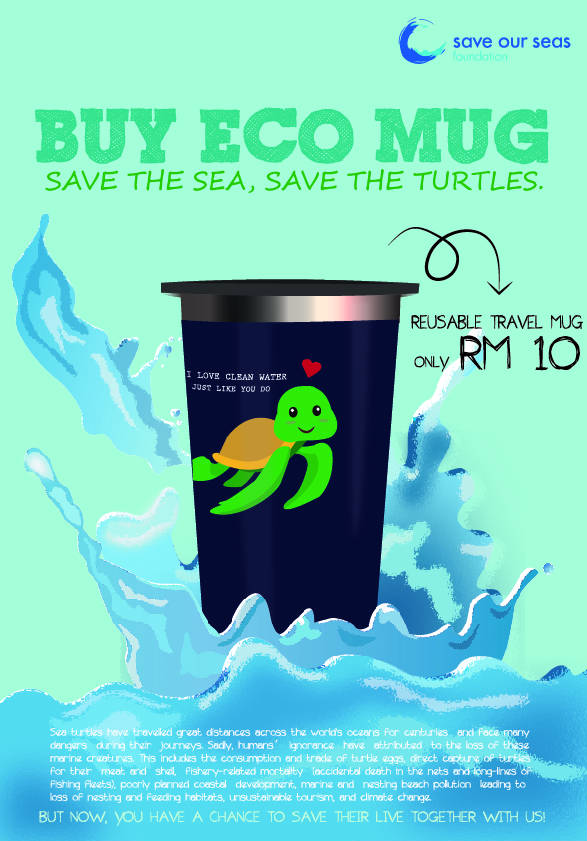 save our seas
foundation
BUY ECO MUG
SAVE THE SEA, SAVE THE TURTLES.
REUSABLE TRAVEL MUG
ONLY RM 10
I LOVE CLEAN WATER
JUST LIKE YOU DO
Sea turtles have travelled great distances across the world's oceans for centuries and face many
dangers during their journeys. Sadly, humans' ignorance have attributed to the loss of these
marine creatures. This includes the consumption and trade of turtle eggs, direct capture of turtles
for their meat and shell, fishery-related mortality (accidental death in the nets and long-lines of
fishing fleets), poorly planned coastal development, marine and nesting beach pollution leading to
loss of nesting and feeding habitats, unsustainable tourism, and climate change.
BUT NOW, YOU HAVE A CHANCE TO SAVE THEIR LIVE TOGETHER WITH US!